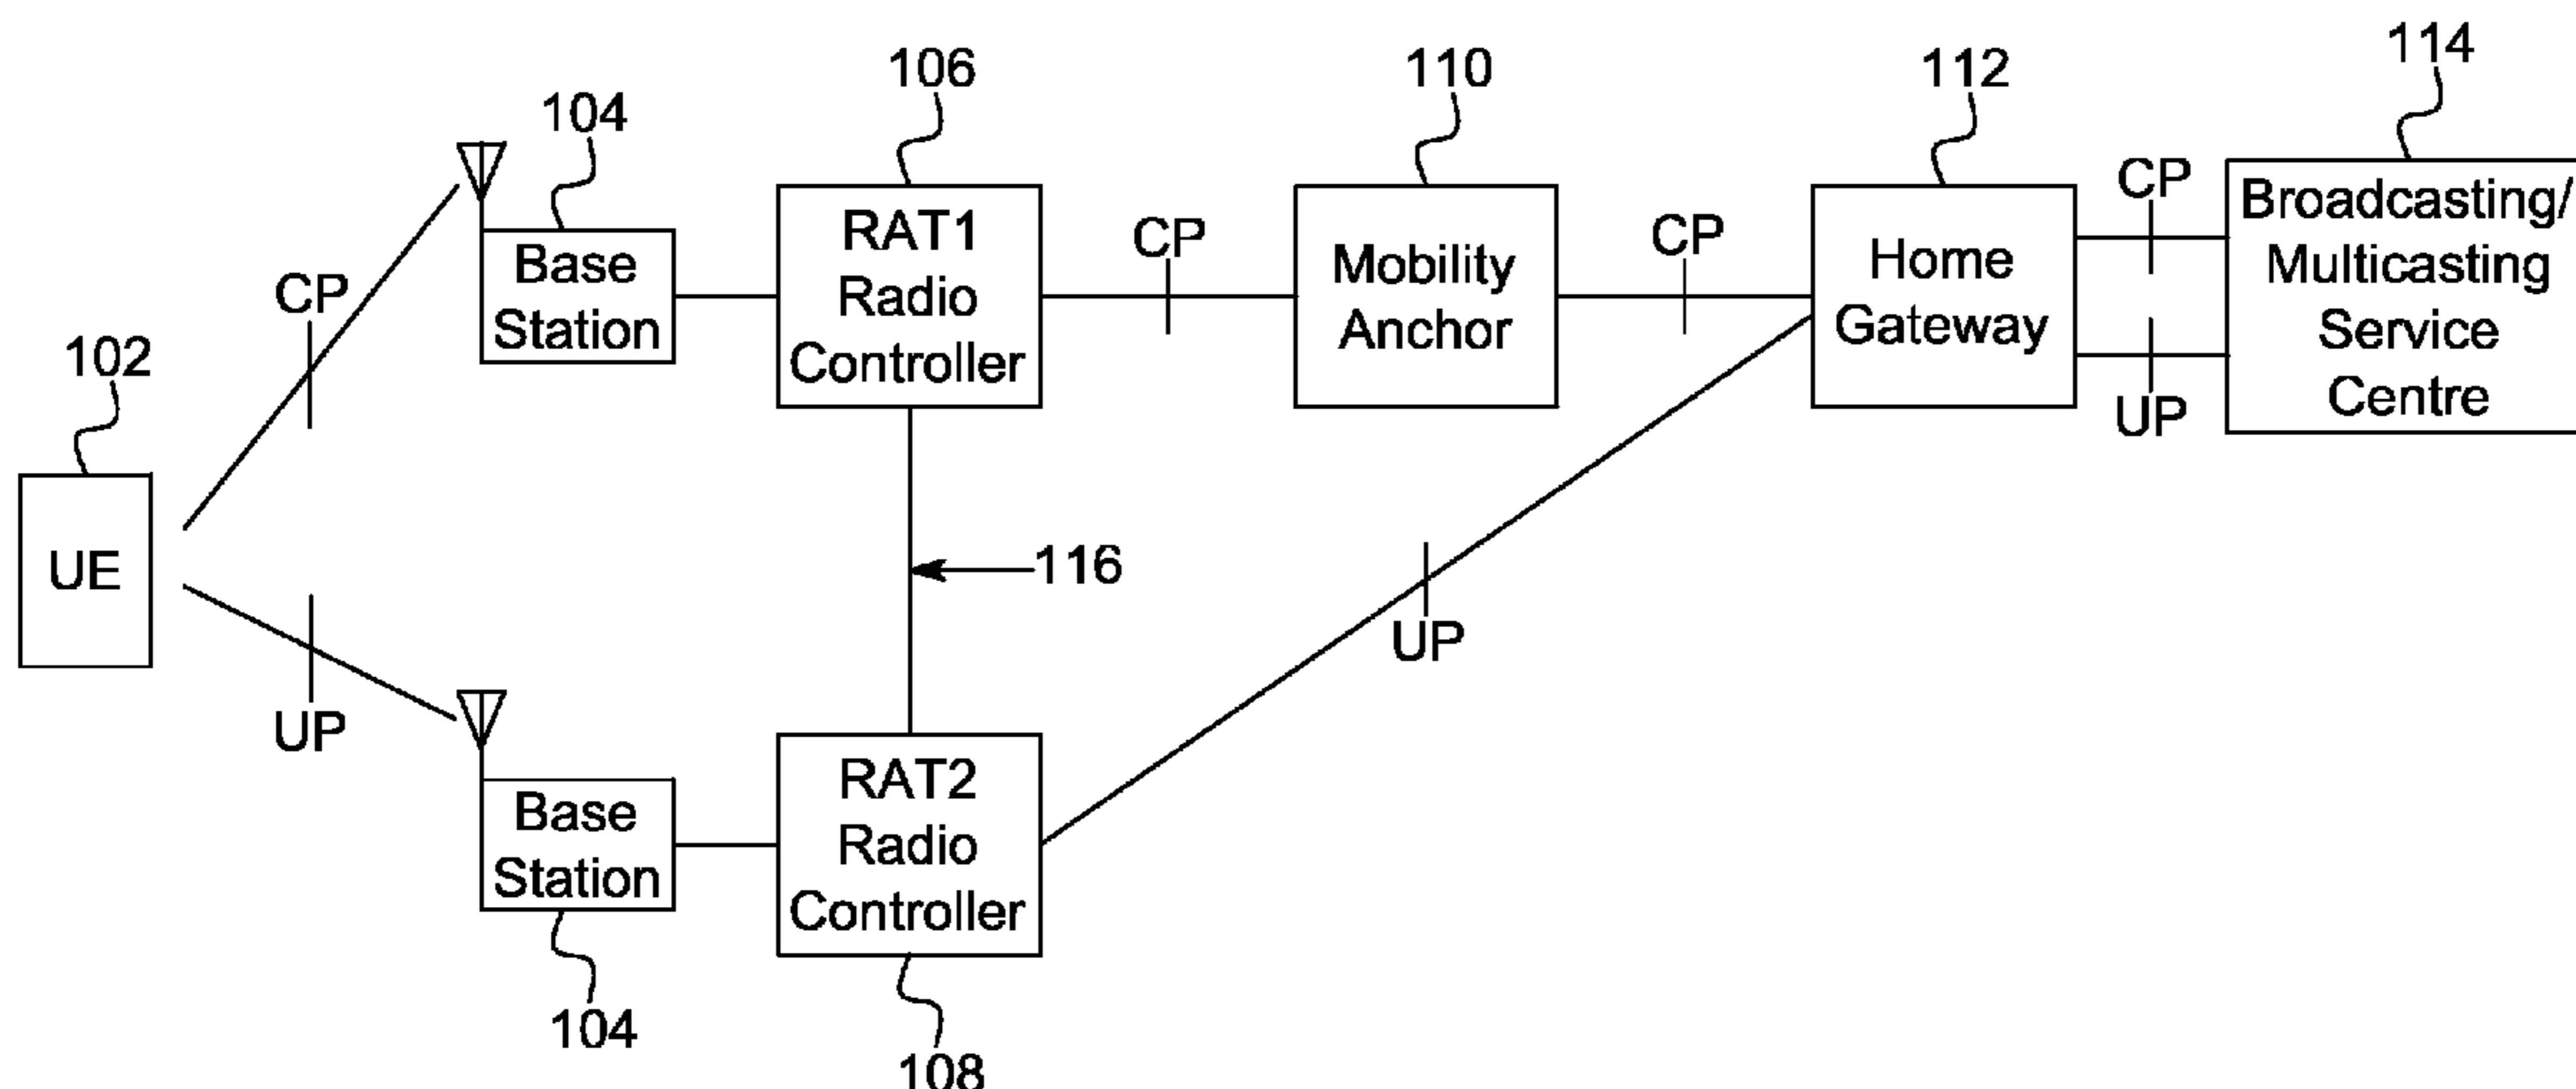 114
106
110
112
104
CP
Broadcasting/
Multicasting
Service
Centre
RAT1
Radio
Controller
CP
CP
Home
Gateway
Mobility
Anchor
Base
Station
CP
UP
102
UE
116
UP
UP
RAT2
Radio
Controller
Base
Station
104
108